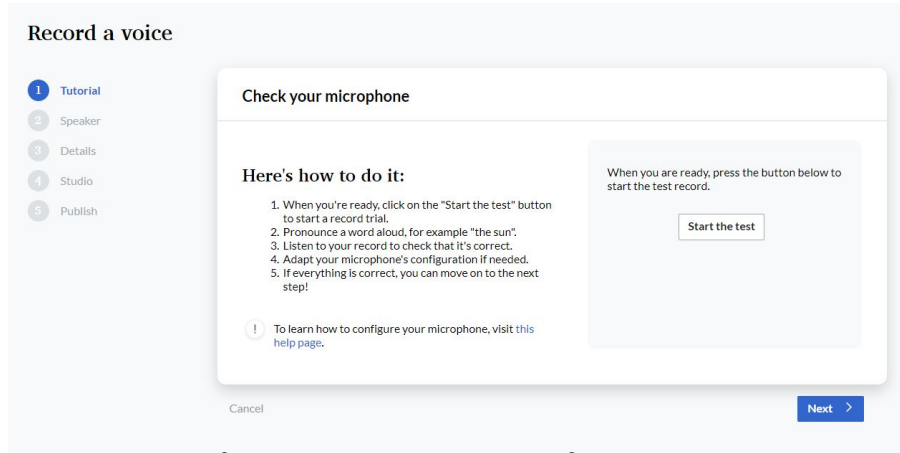 Record a voice
1 Tutorial
2 Speaker
3 Details
4 Studio
5 Publish
Check your microphone
Here's how to do it:
1. When you're ready, click on the "Start the test" button
to start a record trial.
2. Pronounce a word aloud, for example "the sun".
3. Listen to your record to check that it's correct.
4. Adapt your microphone's configuration if needed.
5. If everything is correct, you can move on to the next
step!
! To learn how to configure your microphone, visit this
help page.
When you are ready, press the button below to
start the test record.
Start the test
Cancel
Next >